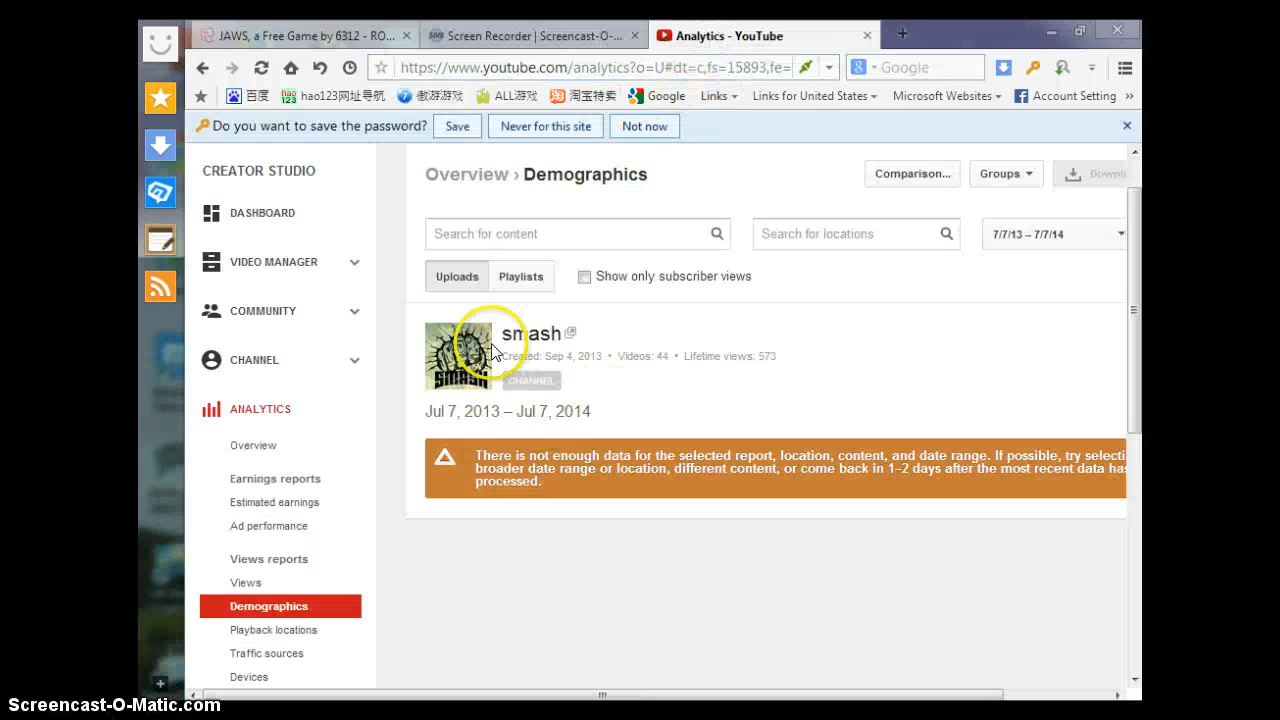 JAWS, a Free Game by 6312 - RO...
Screen Recorder | Screencast-O-...
Analytics - YouTube
https://www.youtube.com/analytics?o=U#dt=c,fs=15893,fe=
Google
百度
hao123网址导航
傲游游戏
ALL游戏
淘宝特卖
Google
Links
Links for United States
Microsoft Websites
Account Setting
Do you want to save the password?
Save
Never for this site
Not now
CREATOR STUDIO
DASHBOARD
VIDEO MANAGER
COMMUNITY
CHANNEL
ANALYTICS
Overview
Earnings reports
Estimated earnings
Ad performance
Views reports
Views
Demographics
Playback locations
Traffic sources
Devices
Overview › Demographics
Comparison...
Groups
Downl
Search for content
Search for locations
7/7/13 – 7/7/14
Uploads
Playlists
Show only subscriber views
SMASH
smash
Created: Sep 4, 2013 • Videos: 44 • Lifetime views: 573
CHANNEL
Jul 7, 2013 – Jul 7, 2014
There is not enough data for the selected report, location, content, and date range. If possible, try selecti
broader date range or location, different content, or come back in 1–2 days after the most recent data has
processed.
Screencast-O-Matic.com